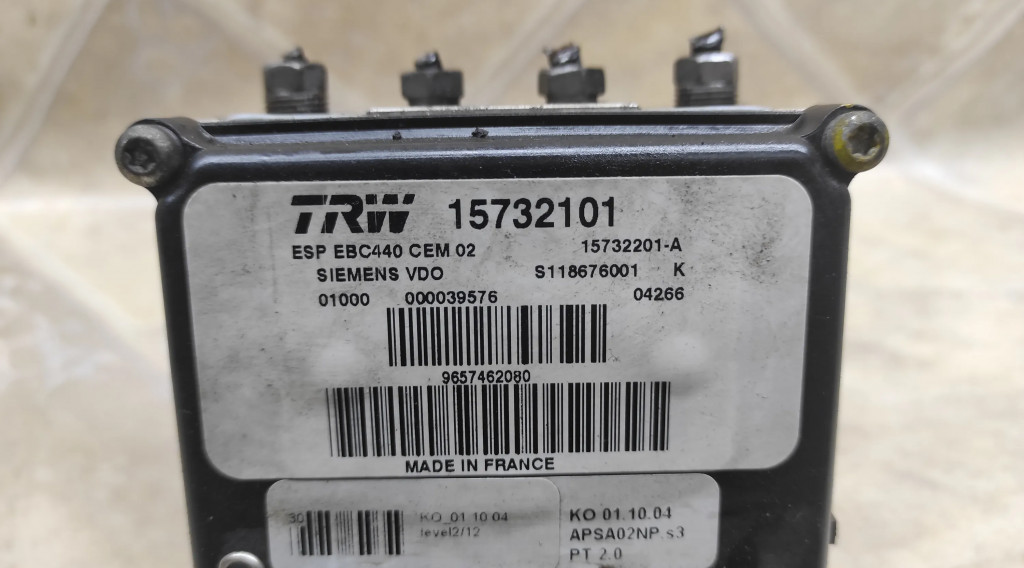 TRW 15732101
ESP EBC440 CEM 02 15732201-A
SIEMENS VDO S118676001 K
01000 000039576 04266
9657462080
MADE IN FRANCE
30 KO_01.10.04
level2/12
KO 01.10.04
APSA02NP.s3
PT 2.0